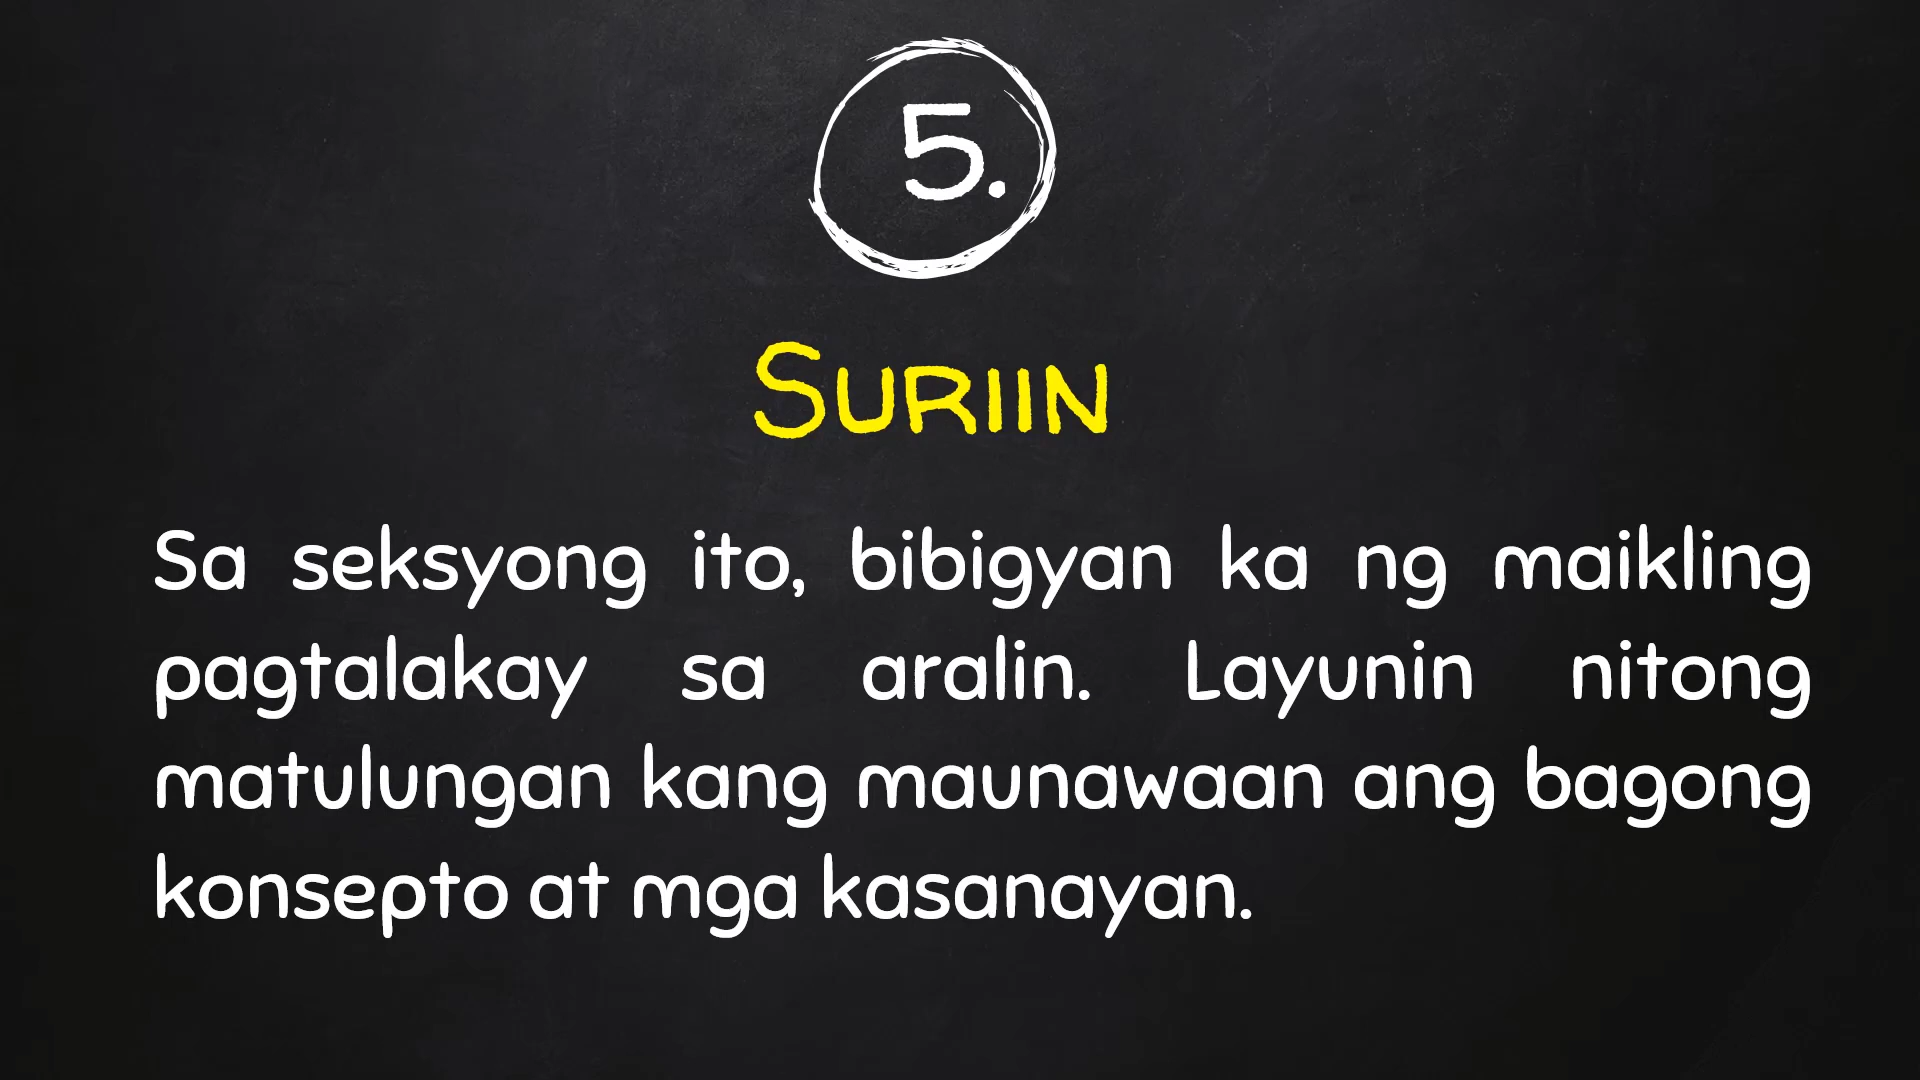 5.
Suriin
Sa seksyong ito, bibigyan ka ng maikling
pagtalakay sa aralin. Layunin nitong
matulungan kang maunawaan ang bagong
konsepto at mga kasanayan.